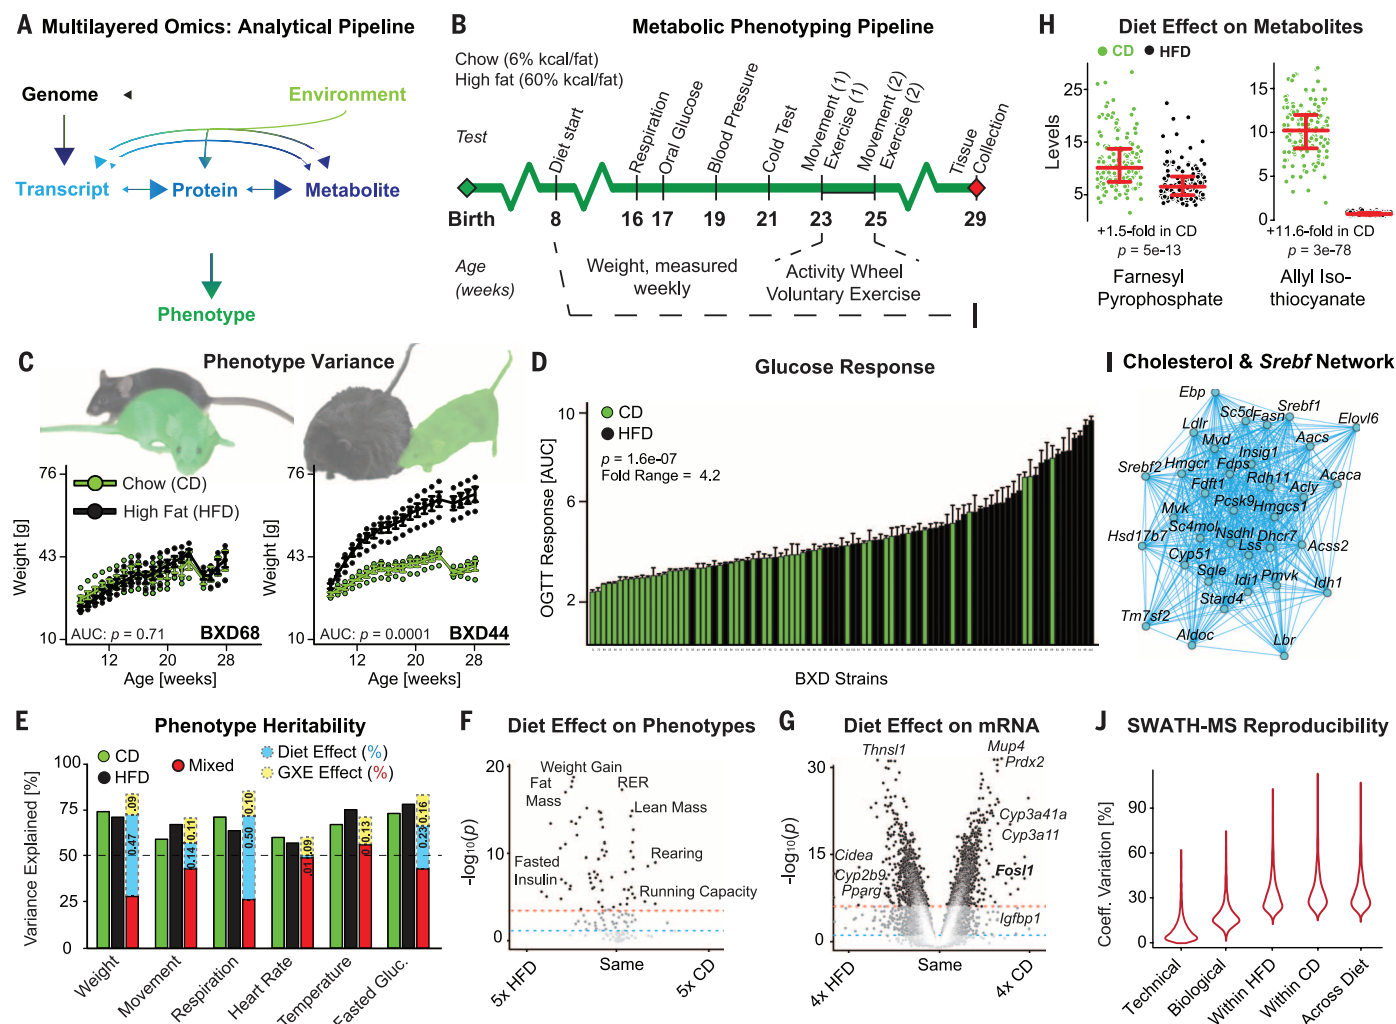 A Multilayered Omics: Analytical Pipeline
Genome
Environment
Transcript
Protein
Metabolite
Phenotype
B Metabolic Phenotyping Pipeline
Chow (6% kcal/fat)
High fat (60% kcal/fat)
Test
Diet start
Respiration
Oral Glucose
Blood Pressure
Cold Test
Movement (1)
Exercise (1)
Movement (2)
Exercise (2)
Tissue
Collection
Birth 8 16 17 19 21 23 25 29
Age
(weeks)
Weight, measured
weekly
Activity Wheel
Voluntary Exercise
H Diet Effect on Metabolites
CD HFD
Levels
25
15
5
15
10
5
0
+1.5-fold in CD
p = 5e-13
Farnesyl
Pyrophosphate
+11.6-fold in CD
p = 3e-78
Allyl Iso-
thiocyanate
C Phenotype Variance
76
43
10
Weight [g]
Chow (CD)
High Fat (HFD)
AUC: p = 0.71 BXD68
12 20 28
Age [weeks]
76
43
10
Weight [g]
AUC: p = 0.0001 BXD44
12 20 28
Age [weeks]
D Glucose Response
10
6
2
OGTT Response [AUC]
CD
HFD
p = 1.6e-07
Fold Range = 4.2
BXD Strains
I Cholesterol & Srebf Network
Ebp
Sc5d
Fasn
Srebf1
Elovl6
Ldlr
Mvd
Aacs
Insig1
Srebf2
Hmgcr
Fdps
Rdh11
Acaca
Fdft1
Acly
Pcsk9
Hmgcs1
Mvk
Sc4mol
Nsdhl
Dhcr7
Hsd17b7
Lss
Acss2
Cyp51
Sqle
Idi1
Pmvk
Idh1
Stard4
Tm7sf2
Aldoc
Lbr
E Phenotype Heritability
CD
HFD
Mixed
Diet Effect (%)
GXE Effect (%)
Variance Explained [%]
100
75
50
25
0
.09
0.47
0.11
0.14
0.10
0.50
.09
.01
0.13
0.16
0.23
Weight
Movement
Respiration
Heart Rate
Temperature
Fasted Gluc.
F Diet Effect on Phenotypes
20
10
0
-log10(p)
Weight Gain
Fat
Mass
RER
Lean Mass
Fasted
Insulin
Rearing
Running Capacity
5x HFD
Same
5x CD
G Diet Effect on mRNA
30
15
0
-log10(p)
Thnsl1
Mup4
Prdx2
Cyp3a41a
Cyp3a11
Cidea
Cyp2b9
Pparg
Fosl1
Igfbp1
4x HFD
Same
4x CD
J SWATH-MS Reproducibility
Coeff. Variation [%]
90
60
30
0
Technical
Biological
Within HFD
Within CD
Across Diet